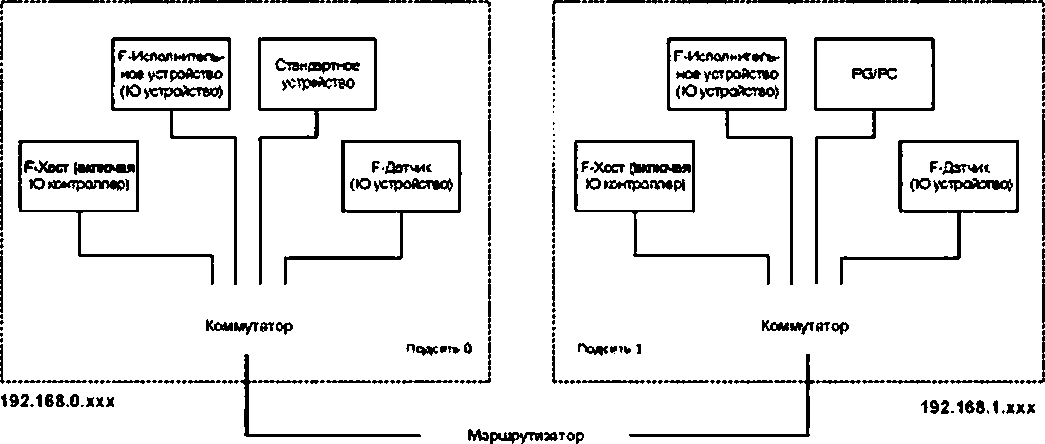 F-Исполнитель-
ное устройство
(IO устройство)
Стандартное
устройство
F-Хост (включая
IO контроллер)
F-Датчик
(IO устройство)
Коммутатор
Подсеть 0
192.168.0.xxx
F-Исполнитель-
ное устройство
(IO устройство)
PG/PC
F-Хост (включая
IO контроллер)
F-Датчик
(IO устройство)
Коммутатор
Подсеть 1
192.168.1.xxx
Маршрутизатор